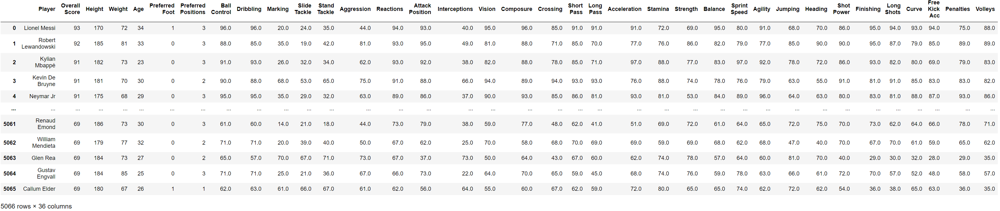 Player Overall Score Height Weight Age Preferred Foot Preferred Positions Ball Control Dribbling Marking Slide Tackle Stand Tackle Aggression Reactions Attack Position Interceptions Vision Composure Crossing Short Pass Long Pass Acceleration Stamina Strength Balance Sprint Speed Agility Jumping Heading Shot Power Finishing Long Shots Curve Free Kick Acc Penalties Volleys
0 Lionel Messi 93 170 72 34 1 3 96.0 96.0 20.0 24.0 35.0 44.0 94.0 93.0 40.0 95.0 96.0 85.0 91.0 91.0 91.0 72.0 69.0 95.0 80.0 91.0 68.0 70.0 86.0 95.0 94.0 93.0 94.0 75.0 88.0
1 Robert Lewandowski 92 185 81 33 0 3 88.0 85.0 35.0 19.0 42.0 81.0 93.0 95.0 49.0 81.0 88.0 71.0 85.0 70.0 77.0 76.0 86.0 82.0 79.0 77.0 85.0 90.0 90.0 95.0 87.0 79.0 85.0 89.0 89.0
2 Kylian Mbappé 91 182 73 23 0 3 91.0 93.0 26.0 32.0 34.0 62.0 93.0 92.0 38.0 82.0 88.0 78.0 85.0 71.0 97.0 88.0 77.0 83.0 97.0 92.0 78.0 72.0 86.0 93.0 82.0 80.0 69.0 79.0 83.0
3 Kevin De Bruyne 91 181 70 30 0 2 90.0 88.0 68.0 53.0 65.0 75.0 91.0 88.0 66.0 94.0 89.0 94.0 93.0 93.0 76.0 88.0 74.0 78.0 76.0 79.0 63.0 55.0 91.0 81.0 91.0 85.0 83.0 83.0 82.0
4 Neymar Jr 91 175 68 29 0 3 95.0 95.0 35.0 29.0 32.0 63.0 89.0 86.0 37.0 90.0 93.0 85.0 86.0 81.0 93.0 81.0 53.0 84.0 89.0 96.0 64.0 63.0 80.0 83.0 81.0 88.0 87.0 93.0 86.0
... ... ... ... ... ... ... ... ... ... ... ... ... ... ... ... ... ... ... ... ... ... ... ... ... ... ... ... ... ... ... ... ... ... ... ... ...
5061 Renaud Emond 69 186 73 30 0 3 61.0 60.0 14.0 21.0 18.0 44.0 73.0 79.0 38.0 59.0 77.0 48.0 62.0 41.0 51.0 69.0 72.0 61.0 64.0 65.0 72.0 75.0 70.0 73.0 62.0 64.0 66.0 78.0 71.0
5062 William Mendieta 69 179 77 32 0 2 71.0 71.0 20.0 39.0 40.0 50.0 67.0 62.0 25.0 70.0 58.0 68.0 70.0 69.0 69.0 59.0 69.0 68.0 62.0 68.0 47.0 40.0 70.0 67.0 70.0 61.0 59.0 65.0 62.0
5063 Glen Rea 69 184 73 27 0 2 65.0 57.0 70.0 67.0 71.0 73.0 67.0 37.0 73.0 50.0 64.0 43.0 67.0 60.0 62.0 74.0 78.0 57.0 64.0 60.0 81.0 70.0 40.0 29.0 30.0 32.0 28.0 29.0 35.0
5064 Gustav Engvall 69 184 85 25 0 3 71.0 71.0 25.0 21.0 36.0 67.0 66.0 73.0 22.0 64.0 70.0 65.0 59.0 45.0 68.0 74.0 76.0 59.0 78.0 63.0 66.0 61.0 72.0 70.0 57.0 52.0 48.0 58.0 57.0
5065 Callum Elder 69 180 67 26 1 1 62.0 63.0 61.0 66.0 67.0 61.0 62.0 56.0 64.0 55.0 60.0 67.0 62.0 59.0 72.0 80.0 65.0 65.0 74.0 62.0 72.0 62.0 54.0 36.0 38.0 65.0 63.0 36.0 35.0
5066 rows × 36 columns